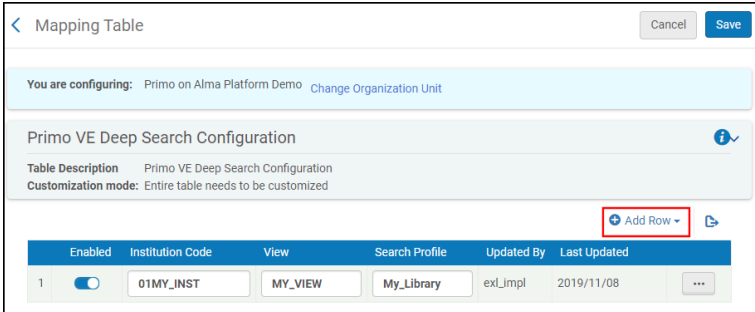 Mapping Table
Cancel
Save
You are configuring: Primo on Alma Platform Demo Change Organization Unit
Primo VE Deep Search Configuration
Table Description Primo VE Deep Search Configuration
Customization mode: Entire table needs to be customized
Add Row
Enabled Institution Code View Search Profile Updated By Last Updated
1 01MY_INST MY_VIEW My_Library exl_impl 2019/11/08